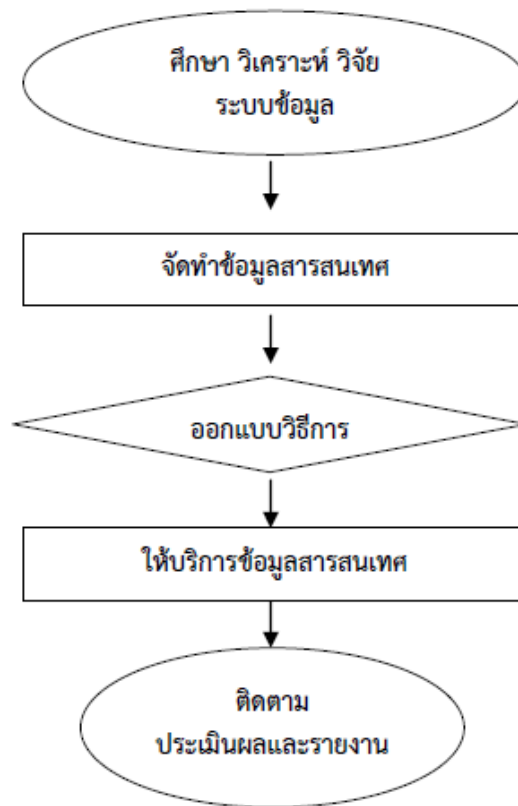 ศึกษา วิเคราะห์ วิจัย
ระบบข้อมูล
จัดทำข้อมูลสารสนเทศ
ออกแบบวิธีการ
ให้บริการข้อมูลสารสนเทศ
ติดตาม
ประเมินผลและรายงาน